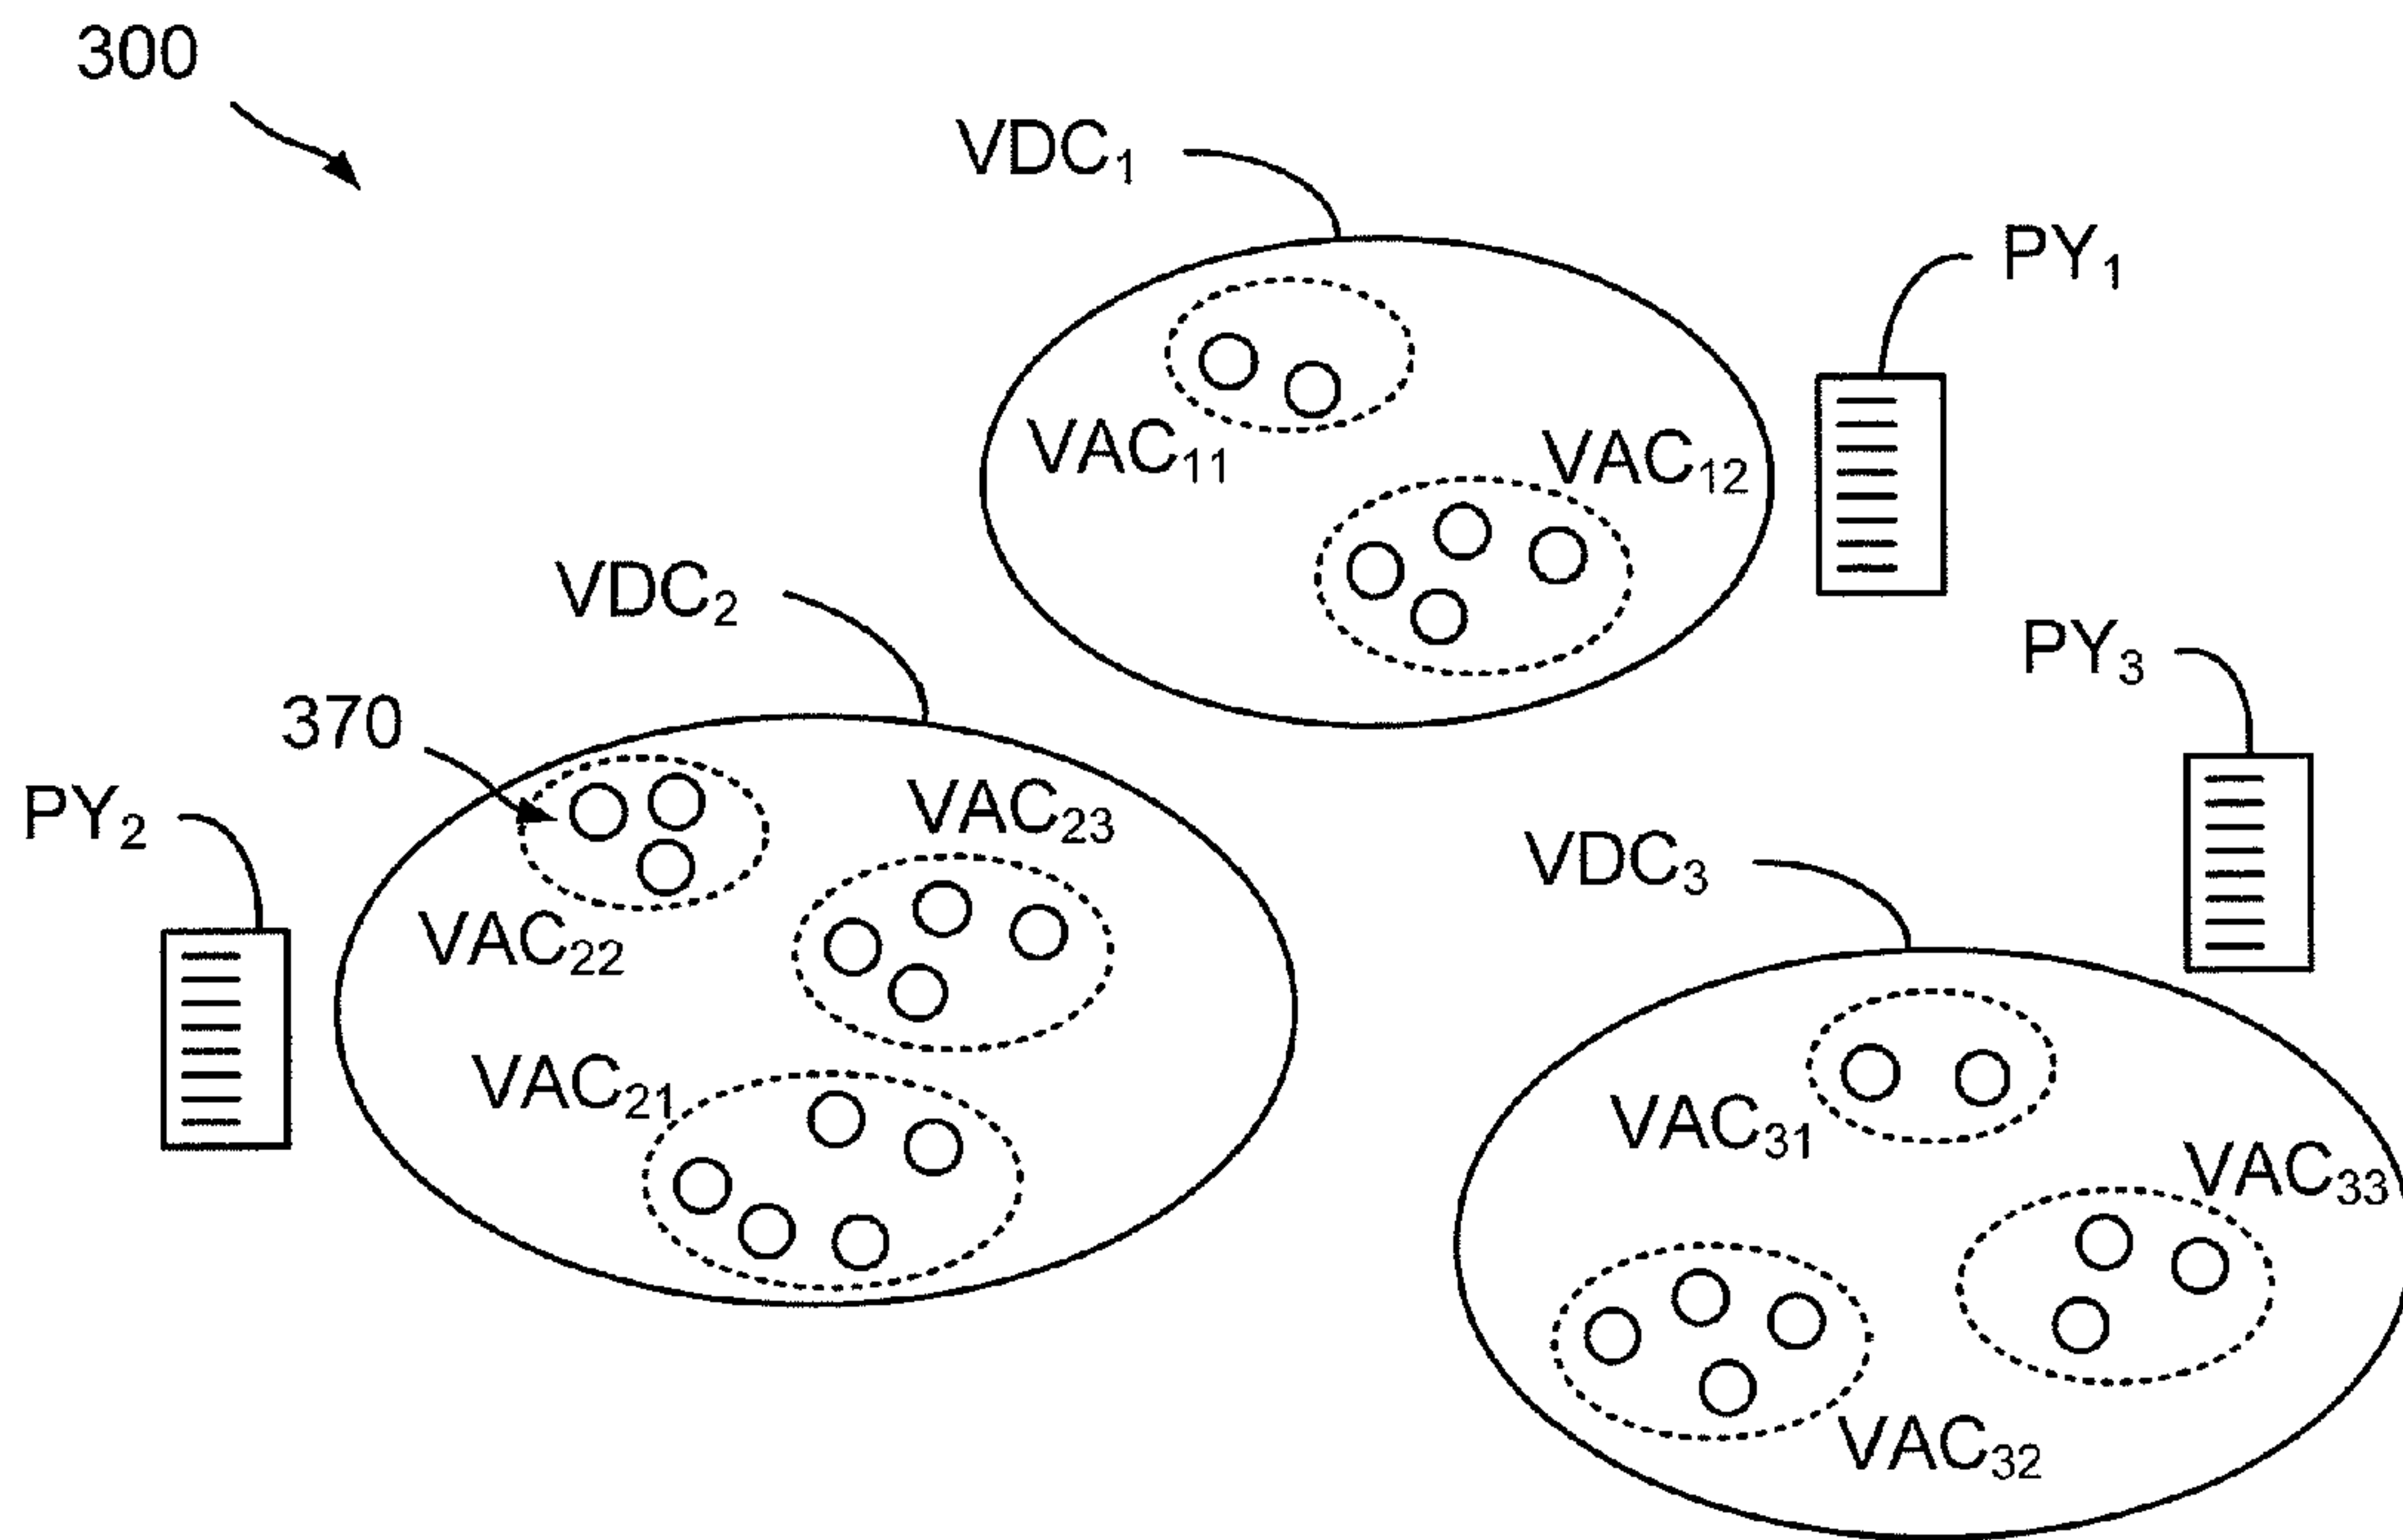 300
VDC₁
PY₁
VAC₁₁
VAC₁₂
VDC₂
PY₃
370
PY₂
VAC₂₃
VDC₃
VAC₂₂
VAC₂₁
VAC₃₁
VAC₃₃
VAC₃₂